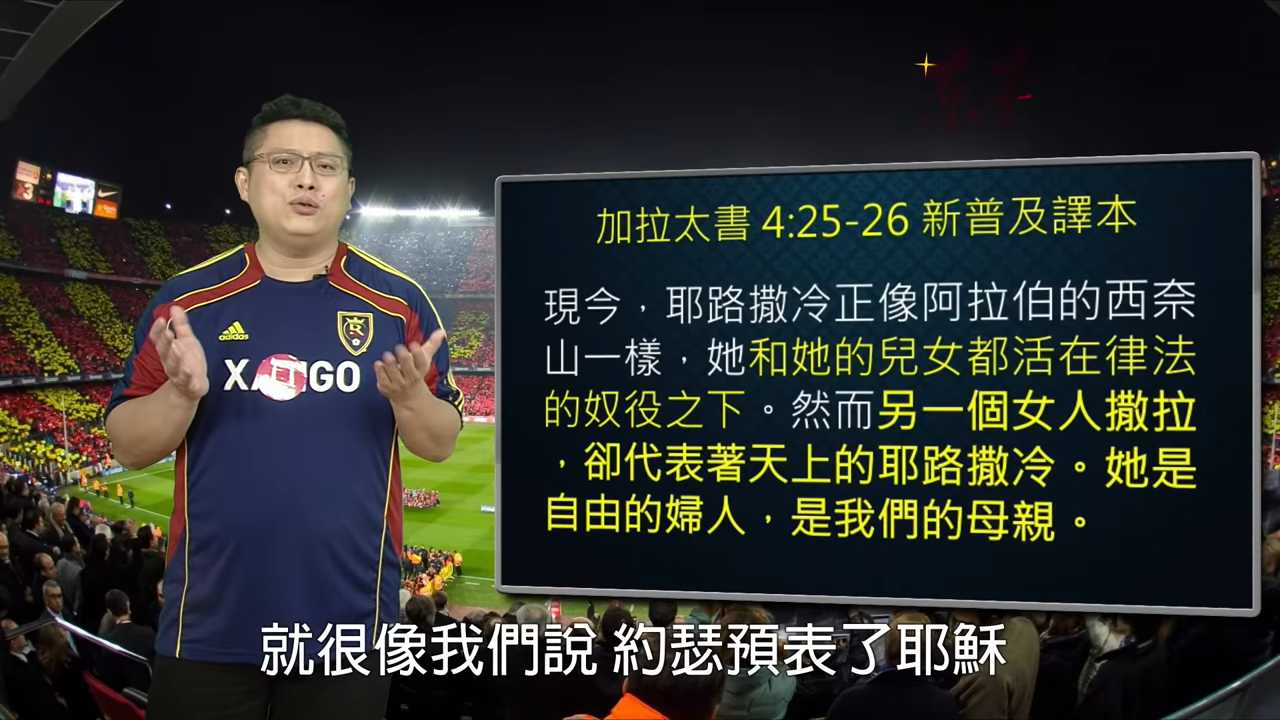 加拉太書 4:25-26 新普及譯本
現今，耶路撒冷正像阿拉伯的西奈
山一樣，她和她的兒女都活在律法
的奴役之下。然而另一個女人撒拉
，卻代表著天上的耶路撒冷。她是
自由的婦人，是我們的母親。
adidas
就很像我們說 約瑟預表了耶穌